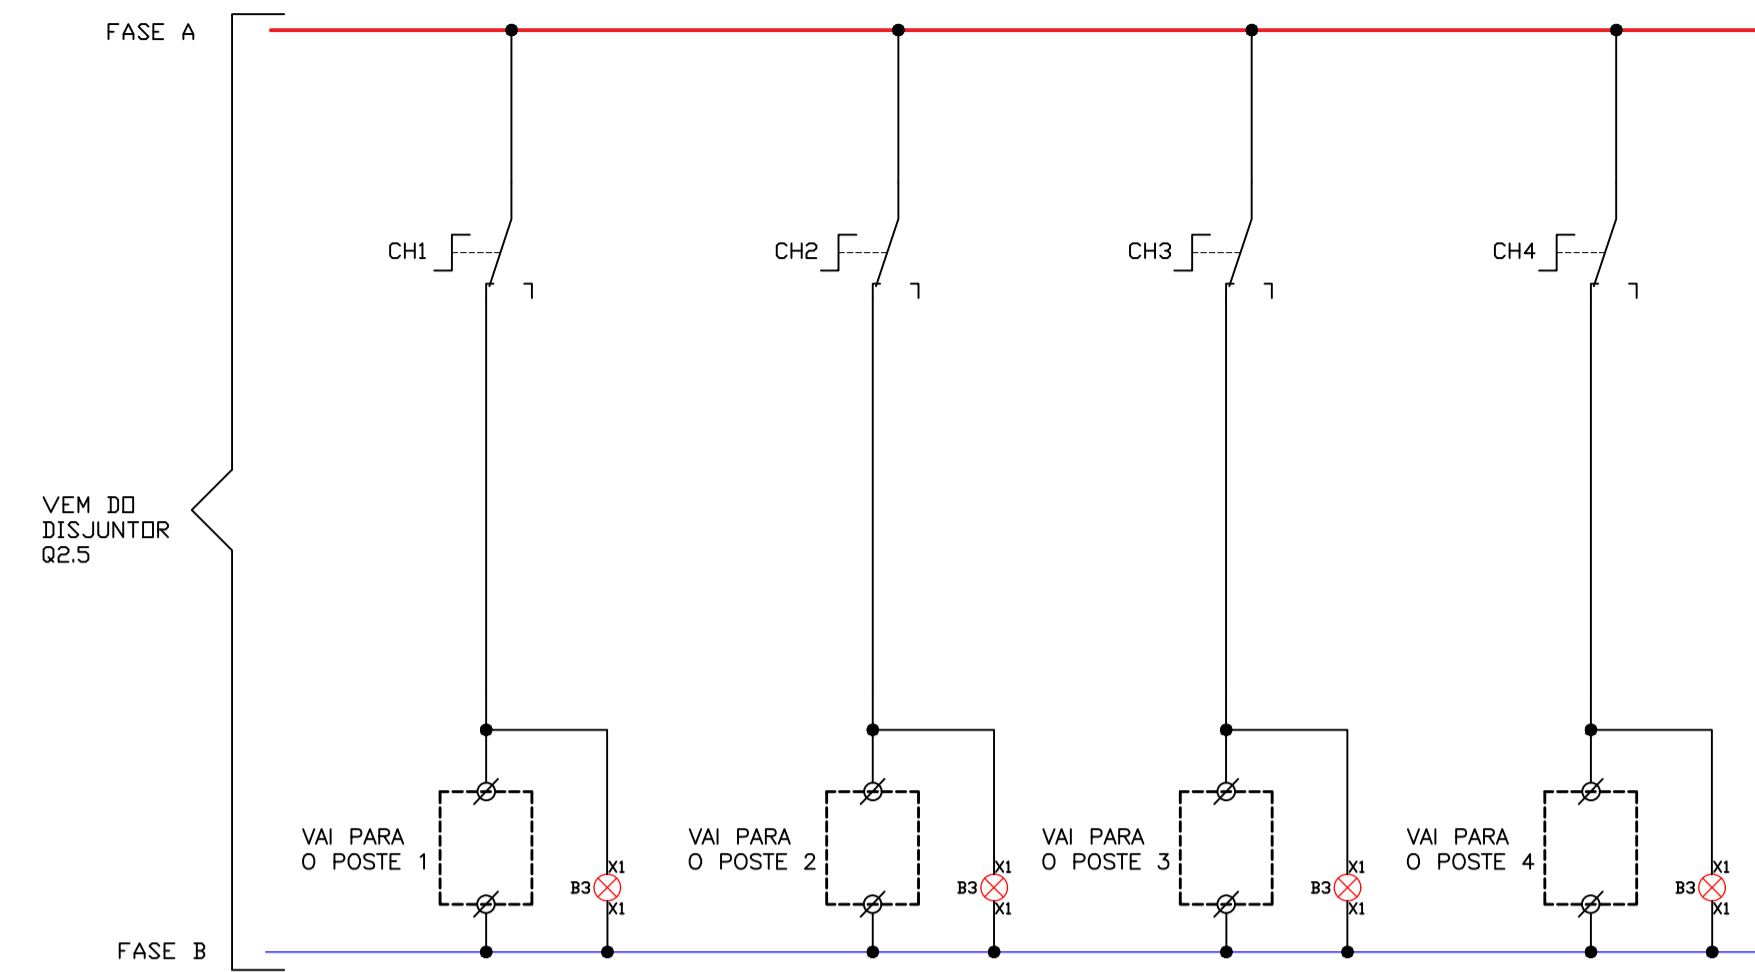 FASE A
CH1
CH2
CH3
CH4
VEM DO
DISJUNTOR
Q2.5
VAI PARA
O POSTE 1
X1
B3
X1
VAI PARA
O POSTE 2
X1
B3
X1
VAI PARA
O POSTE 3
X1
B3
X1
VAI PARA
O POSTE 4
X1
B3
X1
FASE B